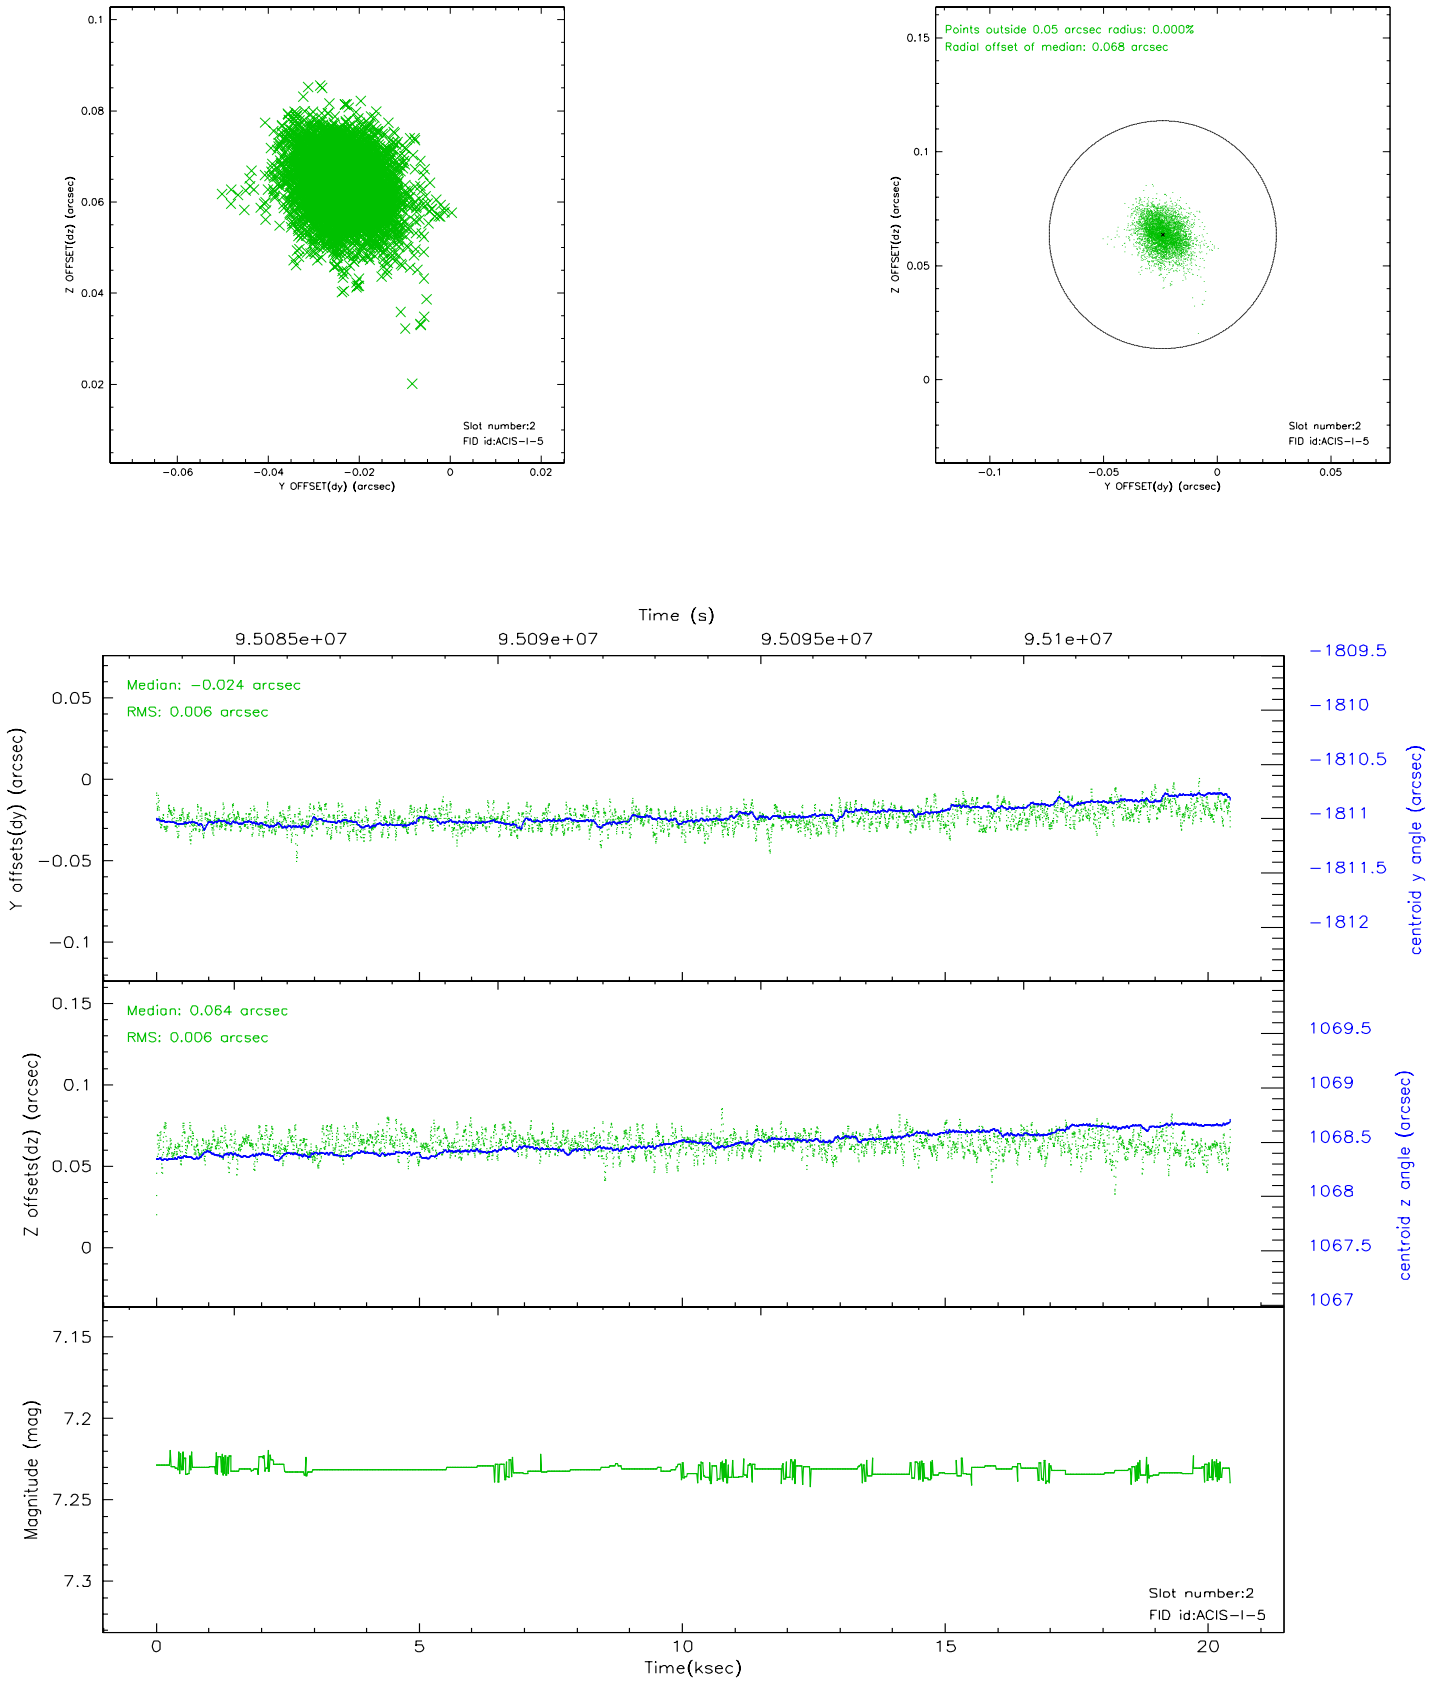 0.1
0.08
0.06
0.04
0.02
Z OFFSET(dz) (arcsec)
Slot number:2
FID id:ACIS-I-5
-0.06 -0.04 -0.02 0 0.02
Y OFFSET(dy) (arcsec)
Points outside 0.05 arcsec radius: 0.000%
Radial offset of median: 0.068 arcsec
0.15
0.1
0.05
0
Z OFFSET(dz) (arcsec)
Slot number:2
FID id:ACIS-I-5
-0.1 -0.05 0 0.05
Y OFFSET(dy) (arcsec)
Time (s)
9.5085e+07 9.509e+07 9.5095e+07 9.51e+07
Median: -0.024 arcsec
RMS: 0.006 arcsec
0.05
0
-0.05
-0.1
Y offsets(dy) (arcsec)
-1809.5
-1810
-1810.5
-1811
-1811.5
-1812
centroid y angle (arcsec)
Median: 0.064 arcsec
RMS: 0.006 arcsec
0.15
0.1
0.05
0
Z offsets(dz) (arcsec)
1069.5
1069
1068.5
1068
1067.5
1067
centroid z angle (arcsec)
7.15
7.2
7.25
7.3
Magnitude (mag)
Slot number:2
FID id:ACIS-I-5
0 5 10 15 20
Time(ksec)